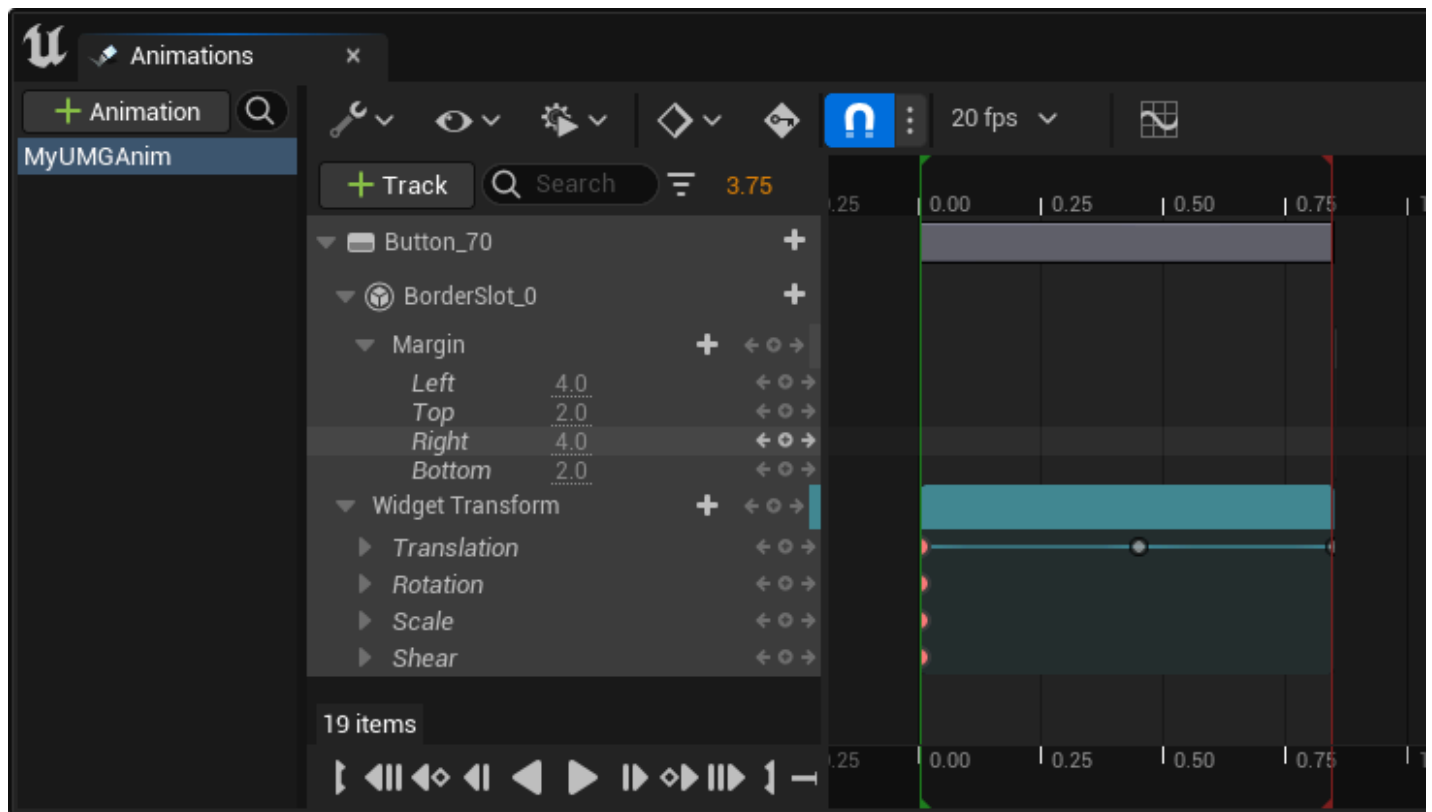 Animations
Animation
MyUMGAnim
20 fps
Track
Search
3.75
.25 0.00 0.25 0.50 0.75
Button_70
BorderSlot_0
Margin
Left 4.0
Top 2.0
Right 4.0
Bottom 2.0
Widget Transform
Translation
Rotation
Scale
Shear
19 items
.25 0.00 0.25 0.50 0.75